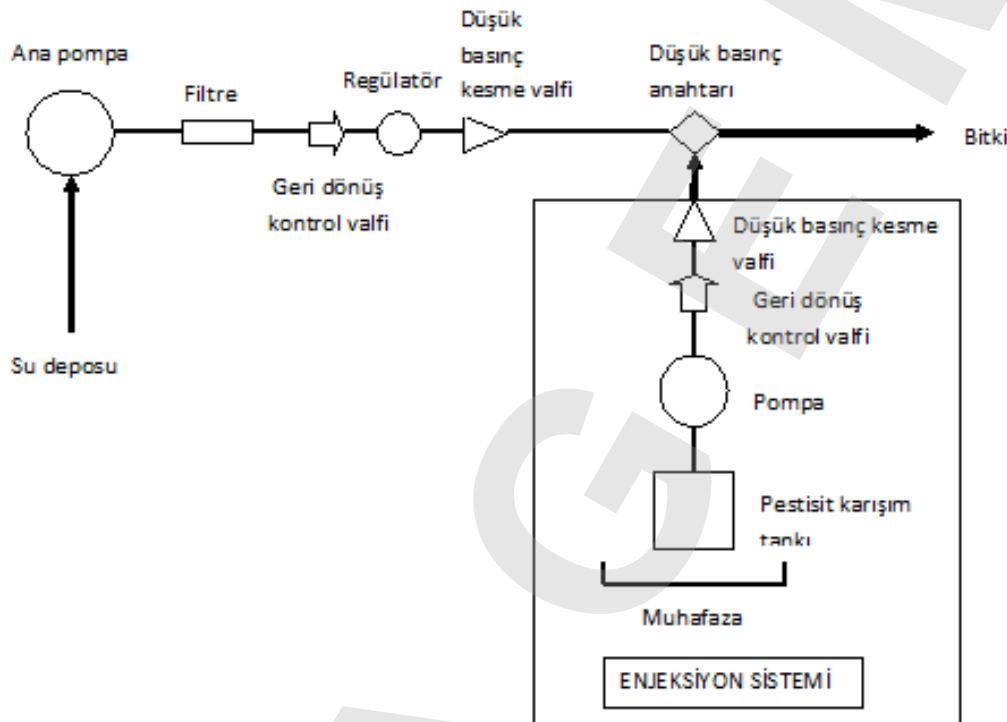 Ana pompa
Filtre
Geri dönüş
kontrol valfi
Regülatör
Düşük
basınç
kesme valfi
Düşük basınç
anahtarı
Bitki
Su deposu
Düşük basınç kesme
valfi
Geri dönüş
kontrol valfi
Pompa
Pestisit karışım
tankı
Muhafaza
ENJEKSİYON SİSTEMİ